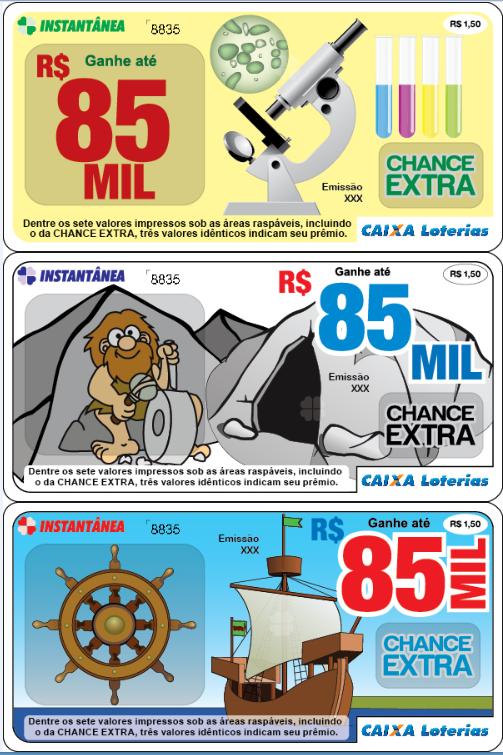 INSTANTÂNEA
8835
R$ 1,50
Ganhe até
R$
85
MIL
CHANCE
EXTRA
Emissão
XXX
Dentre os sete valores impressos sob as áreas raspáveis, incluindo
o da CHANCE EXTRA, três valores idênticos indicam seu prêmio.
CAIXA Loterias
INSTANTÂNEA
8835
Ganhe até
R$ 1,50
R$
85
MIL
Emissão
XXX
CHANCE
EXTRA
Dentre os sete valores impressos sob as áreas raspáveis, incluindo
o da CHANCE EXTRA, três valores idênticos indicam seu prêmio.
CAIXA Loterias
INSTANTÂNEA
8835
Emissão
XXX
R$
Ganhe até
R$ 1,50
85
MIL
CHANCE
EXTRA
Dentre os sete valores impressos sob as áreas raspáveis, incluindo
o da CHANCE EXTRA, três valores idênticos indicam seu prêmio.
CAIXA Loterias